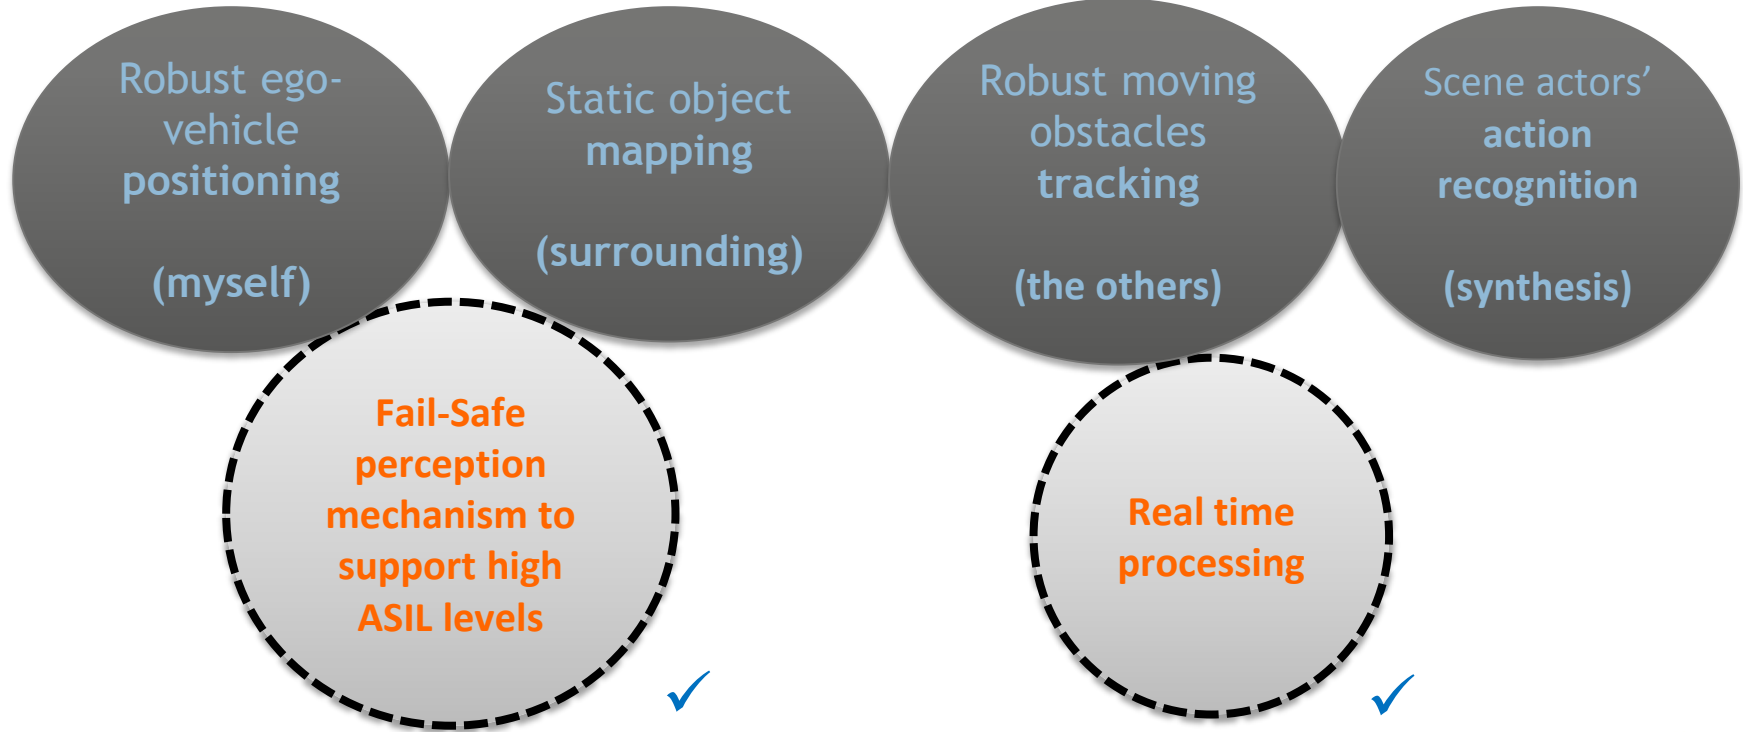 Robust ego-
vehicle
positioning
(myself)
Static object
mapping
(surrounding)
Robust moving
obstacles
tracking
(the others)
Scene actors’
action
recognition
(synthesis)
Fail-Safe
perception
mechanism to
support high
ASIL levels
Real time
processing